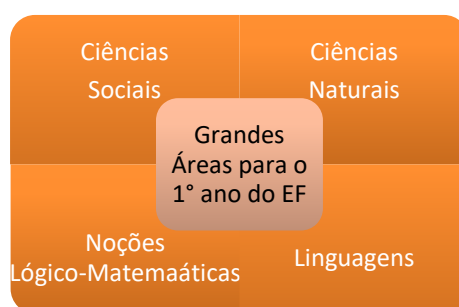 Ciências
Sociais
Ciências
Naturais
Grandes
Áreas para o
1° ano do EF
Noções
Lógico-Matemaáticas
Linguagens